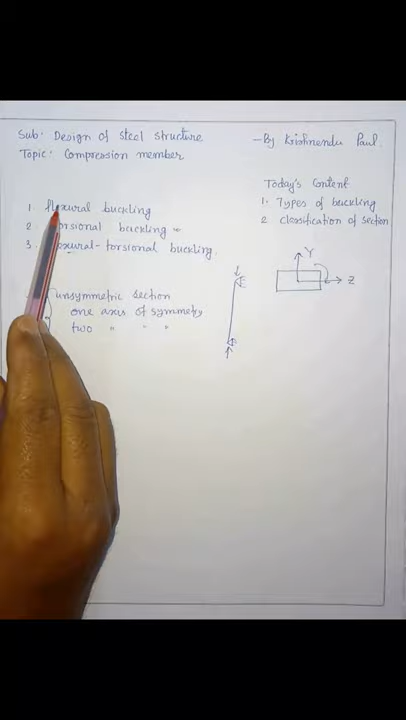 Sub: Design of steel structure
- By Krishnendu Paul.
Topic: Compression member
Today's Content
1. Types of buckling
2 Classification of section
1 flexural buckling
2 torsional buckling
3. flexural-torsional buckling.
unsymmetric section
one axis of symmetry
two " " "
Y
Z